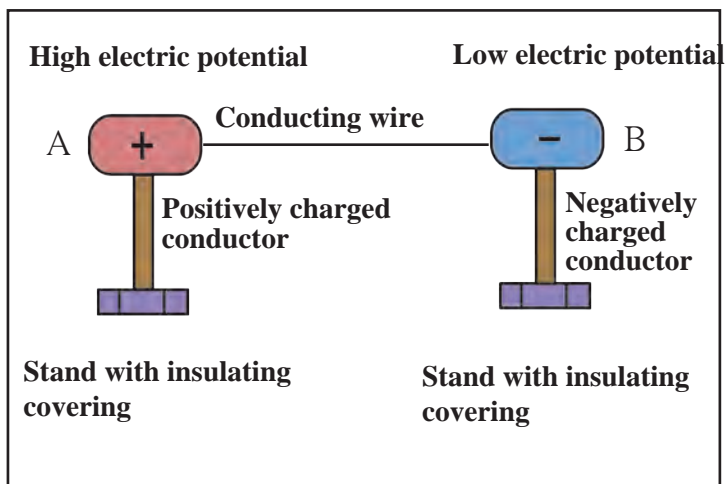 High electric potential
Low electric potential
Conducting wire
A
+
−
B
Positively charged
conductor
Negatively
charged
conductor
Stand with insulating
covering
Stand with insulating
covering